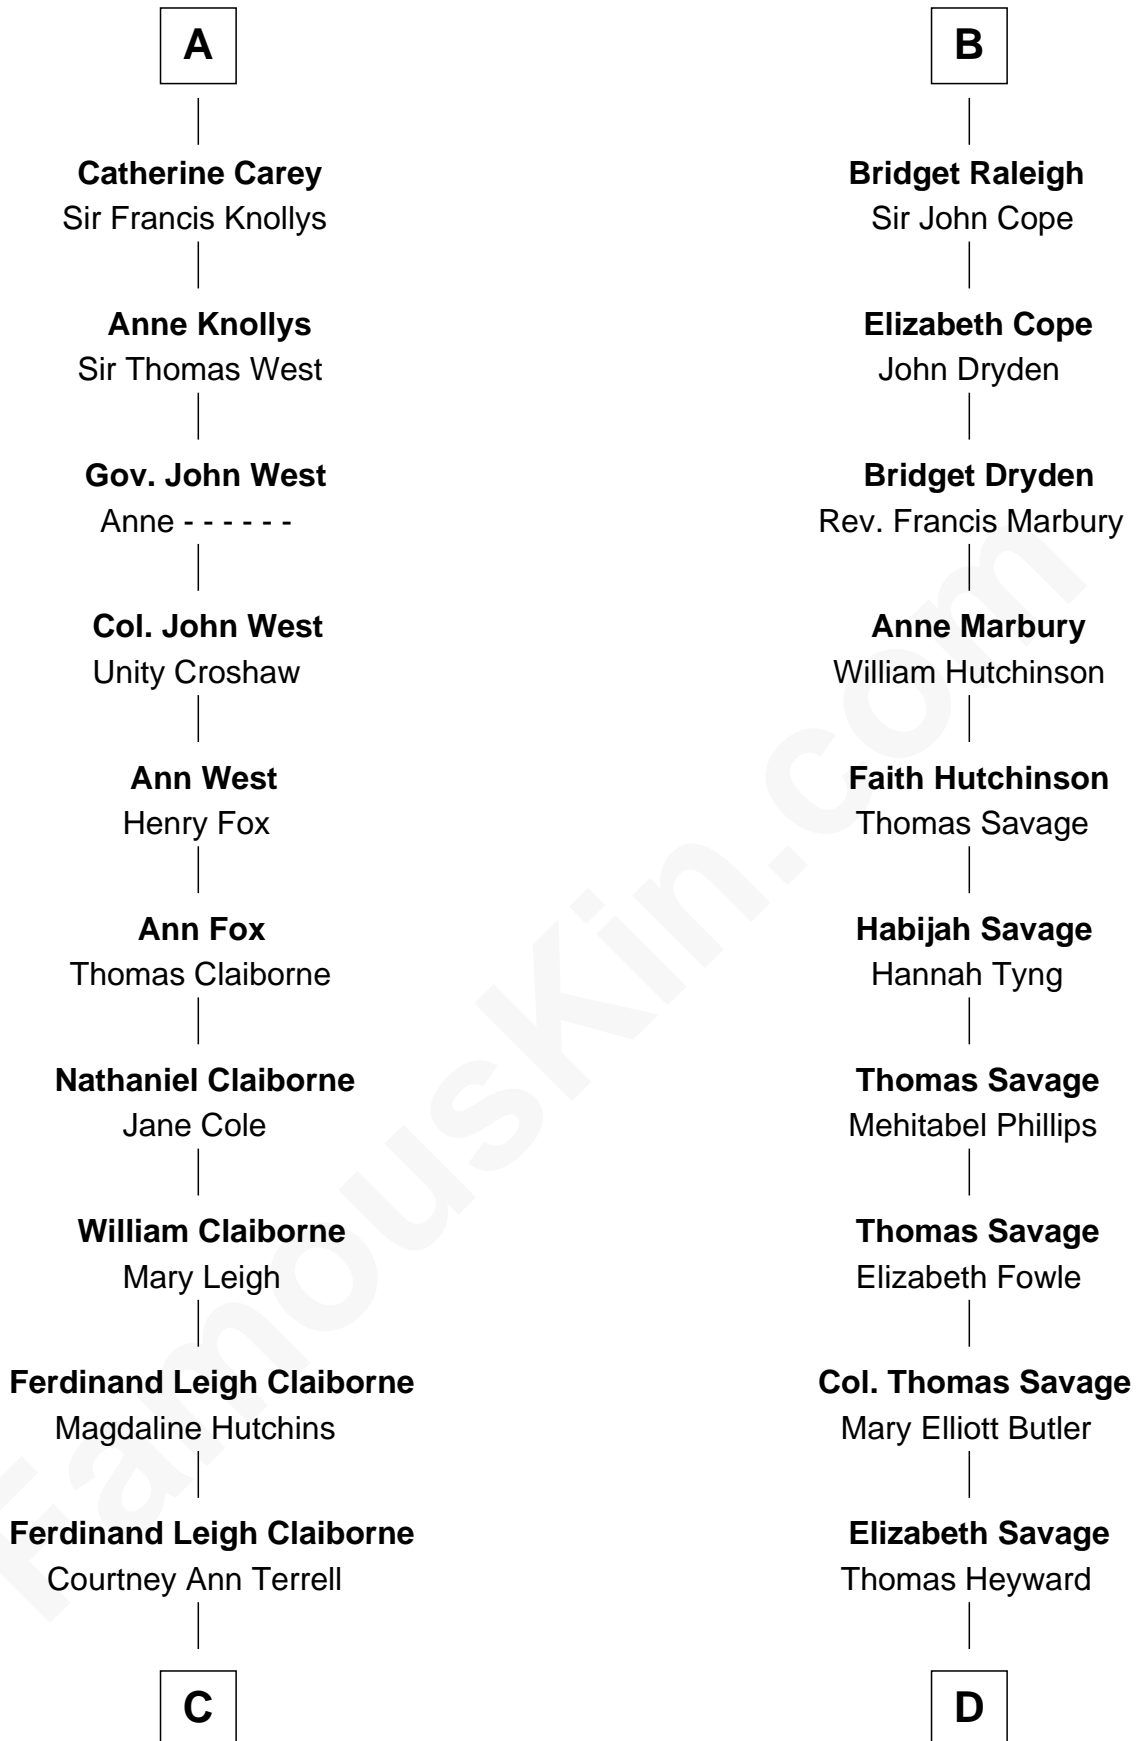 A
Catherine Carey
Sir Francis Knollys
Anne Knollys
Sir Thomas West
Gov. John West
Anne - - - - - -
Col. John West
Unity Croshaw
Ann West
Henry Fox
Ann Fox
Thomas Claiborne
Nathaniel Claiborne
Jane Cole
William Claiborne
Mary Leigh
Ferdinand Leigh Claiborne
Magdaline Hutchins
Ferdinand Leigh Claiborne
Courtney Ann Terrell
C
B
Bridget Raleigh
Sir John Cope
Elizabeth Cope
John Dryden
Bridget Dryden
Rev. Francis Marbury
Anne Marbury
William Hutchinson
Faith Hutchinson
Thomas Savage
Habijah Savage
Hannah Tyng
Thomas Savage
Mehitabel Phillips
Thomas Savage
Elizabeth Fowle
Col. Thomas Savage
Mary Elliott Butler
Elizabeth Savage
Thomas Heyward
D
FamousKin.com